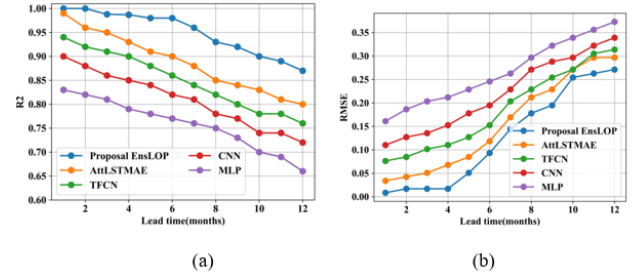 1.00
0.95
0.90
0.85
0.80
0.75
0.70
0.65
0.60
R2
Proposal EnsLOP
AttLSTMAE
TFCN
CNN
MLP
2 4 6 8 10 12
Lead time(months)
(a)
0.35
0.30
0.25
0.20
0.15
0.10
0.05
0.00
RMSE
Proposal EnsLOP
AttLSTMAE
TFCN
CNN
MLP
2 4 6 8 10 12
Lead time(months)
(b)